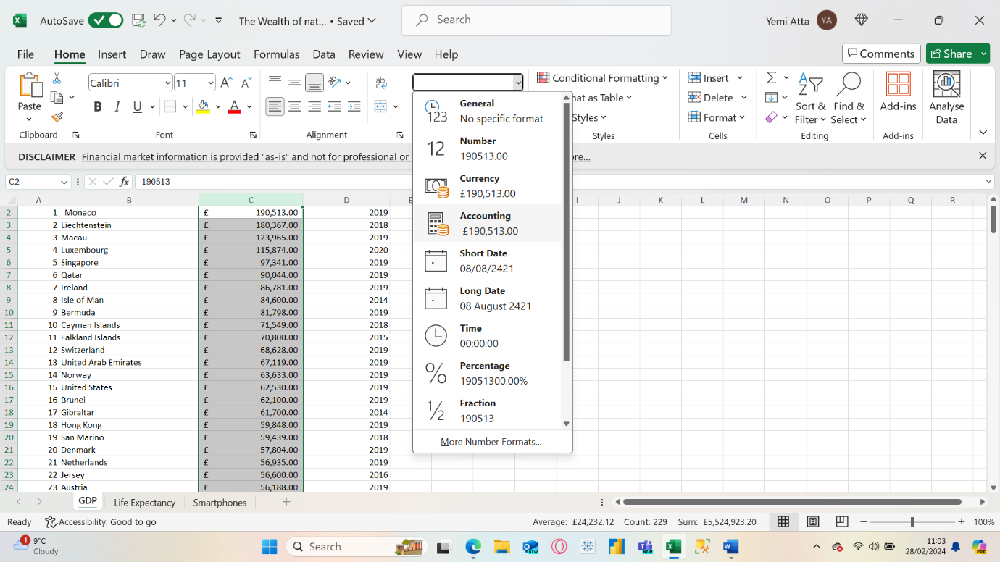 AutoSave The Wealth of nat... • Saved Search Yemi Atta YA
File Home Insert Draw Page Layout Formulas Data Review View Help Comments Share
Calibri 11 Conditional Formatting Insert
Paste mat as Table Delete Sort & Find & Add-ins Analyse
B I U A Styles Format Filter Select Data
Clipboard Font Alignment Styles Cells Editing Add-ins
DISCLAIMER Financial market information is provided "as-is" and not for professional or re...
General
No specific format
12 Number
190513.00
Currency
£190,513.00
Accounting
£190,513.00
Short Date
08/08/2421
Long Date
08 August 2421
Time
00:00:00
% Percentage
19051300.00%
1/2 Fraction
190513
More Number Formats...
C2 fx 190513
A B C D E I J K L M N O P Q R
2 1 Monaco £ 190,513.00 2019
3 2 Liechtenstein £ 180,367.00 2018
4 3 Macau £ 123,965.00 2019
5 4 Luxembourg £ 115,874.00 2020
6 5 Singapore £ 97,341.00 2019
7 6 Qatar £ 90,044.00 2019
8 7 Ireland £ 86,781.00 2019
9 8 Isle of Man £ 84,600.00 2014
10 9 Bermuda £ 81,798.00 2019
11 10 Cayman Islands £ 71,549.00 2018
12 11 Falkland Islands £ 70,800.00 2015
13 12 Switzerland £ 68,628.00 2019
14 13 United Arab Emirates £ 67,119.00 2019
15 14 Norway £ 63,633.00 2019
16 15 United States £ 62,530.00 2019
17 16 Brunei £ 62,100.00 2019
18 17 Gibraltar £ 61,700.00 2014
19 18 Hong Kong £ 59,848.00 2019
20 19 San Marino £ 59,439.00 2018
21 20 Denmark £ 57,804.00 2019
22 21 Netherlands £ 56,935.00 2019
23 22 Jersey £ 56,600.00 2016
24 23 Austria £ 56,188.00 2019
GDP Life Expectancy Smartphones
Ready Accessibility: Good to go Average: £24,232.12 Count: 229 Sum: £5,524,923.20 100%
1 9°C Search 11:03
Cloudy 28/02/2024